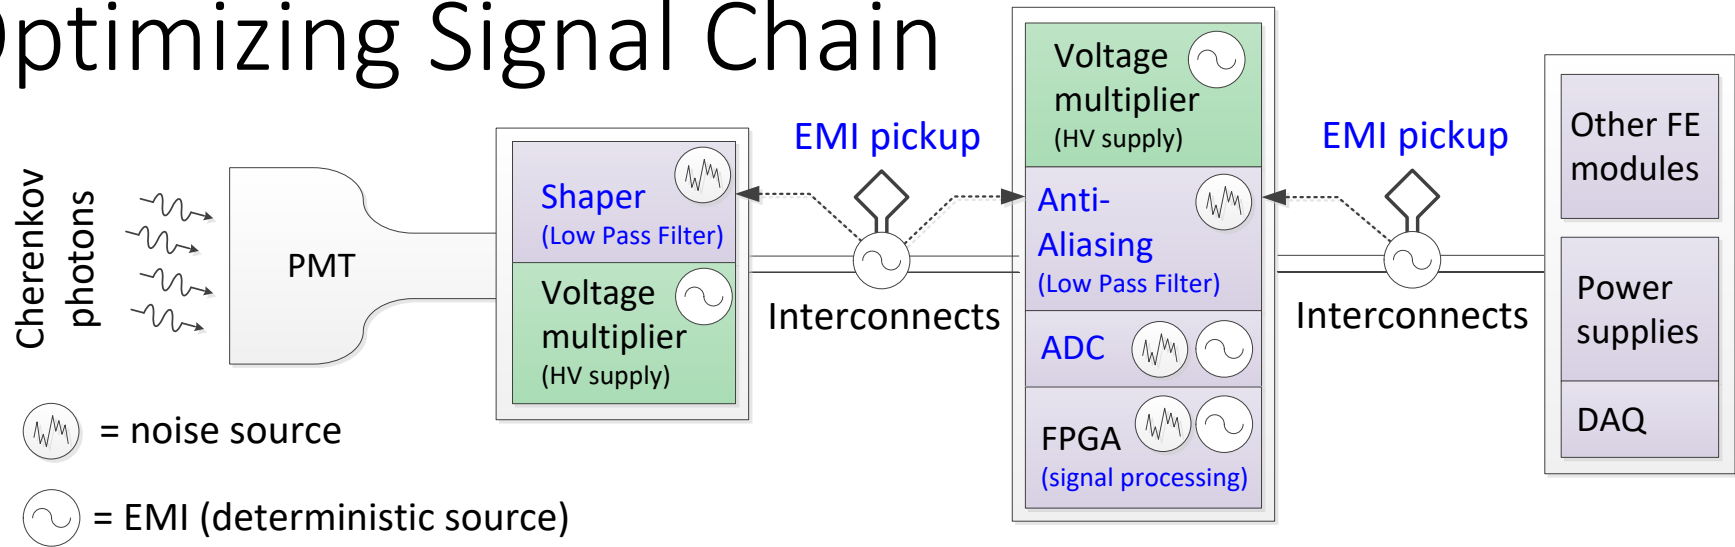 Optimizing Signal Chain
Cherenkov
photons
PMT
Shaper
(Low Pass Filter)
Voltage
multiplier
(HV supply)
EMI pickup
Interconnects
Voltage
multiplier
(HV supply)
Anti-
Aliasing
(Low Pass Filter)
ADC
FPGA
(signal processing)
EMI pickup
Interconnects
Other FE
modules
Power
supplies
DAQ
= noise source
= EMI (deterministic source)